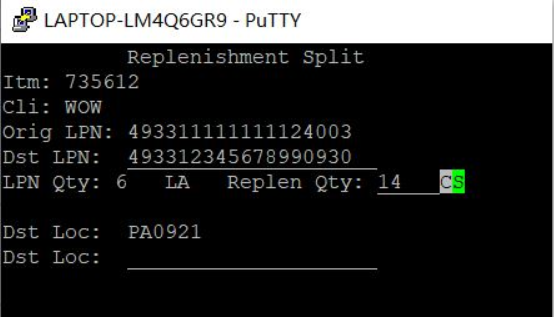 LAPTOP-LM4Q6GR9 - PuTTY
Replenishment Split
Itm: 735612
Cli: WOW
Orig LPN: 493311111111124003
Dst LPN: 493312345678990930
LPN Qty: 6 LA Replen Qty: 14 CS
Dst Loc: PA0921
Dst Loc: